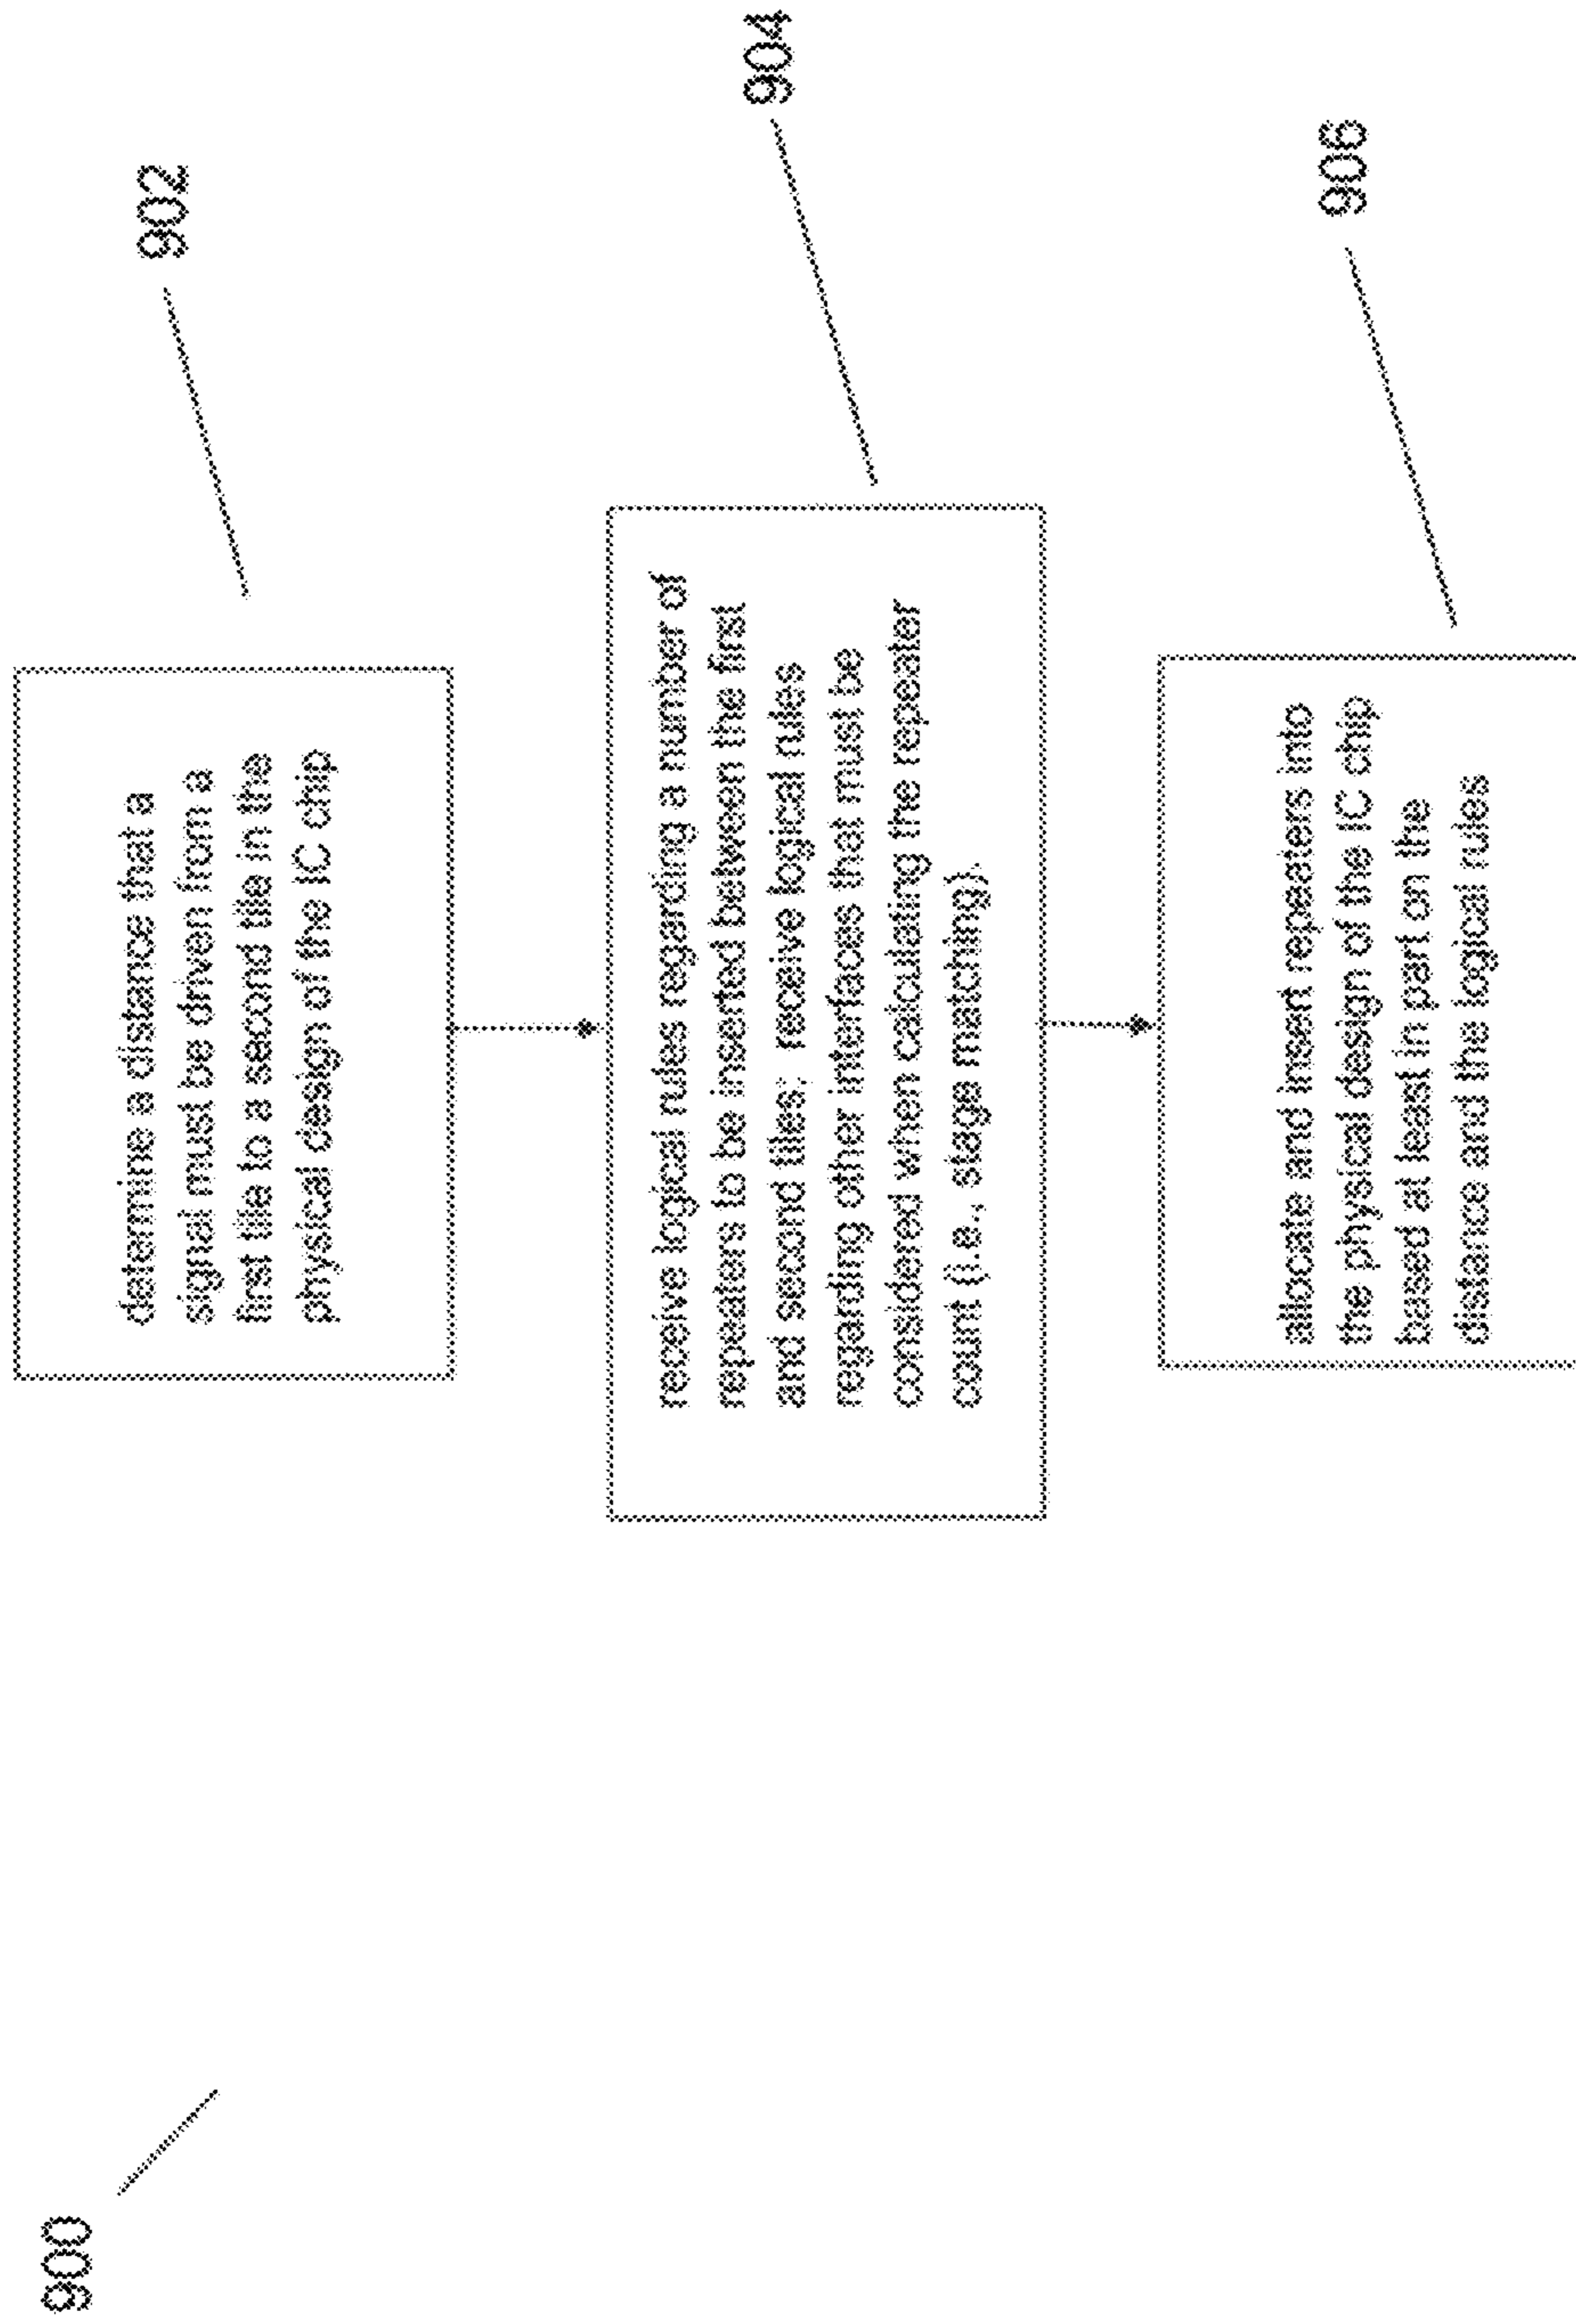 900
902
determine a distance that a
signal must be driven from a
first tile to a second tile in the
physical design of the IC chip
904
receive logical rules regarding a number of
repeaters to be inserted between the first
and second tiles; receive logical rules
regarding other interfaces that must be
considered when calculating the repeater
count (i.e., stage matching).
906
allocate and insert repeaters into
the physical design of the IC chip
based at least in part on the
distance and the logical rules